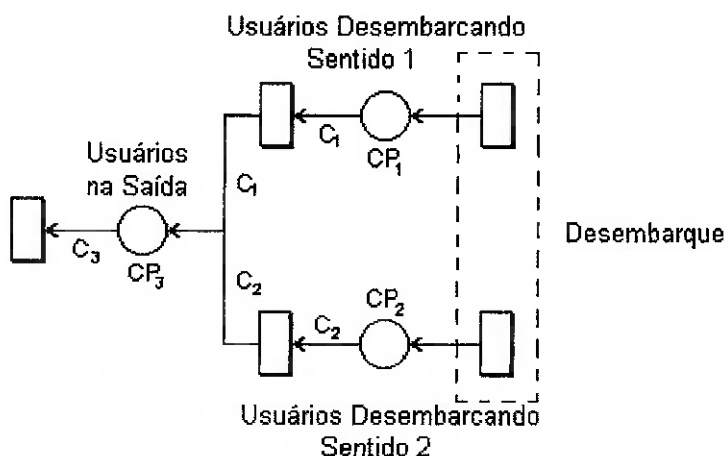 Usuários Desembarcando
Sentido 1
C₁
CP₁
Usuários
na Saída
C₁
C₃
CP₃
Desembarque
C₂
CP₂
C₂
Usuários Desembarcando
Sentido 2